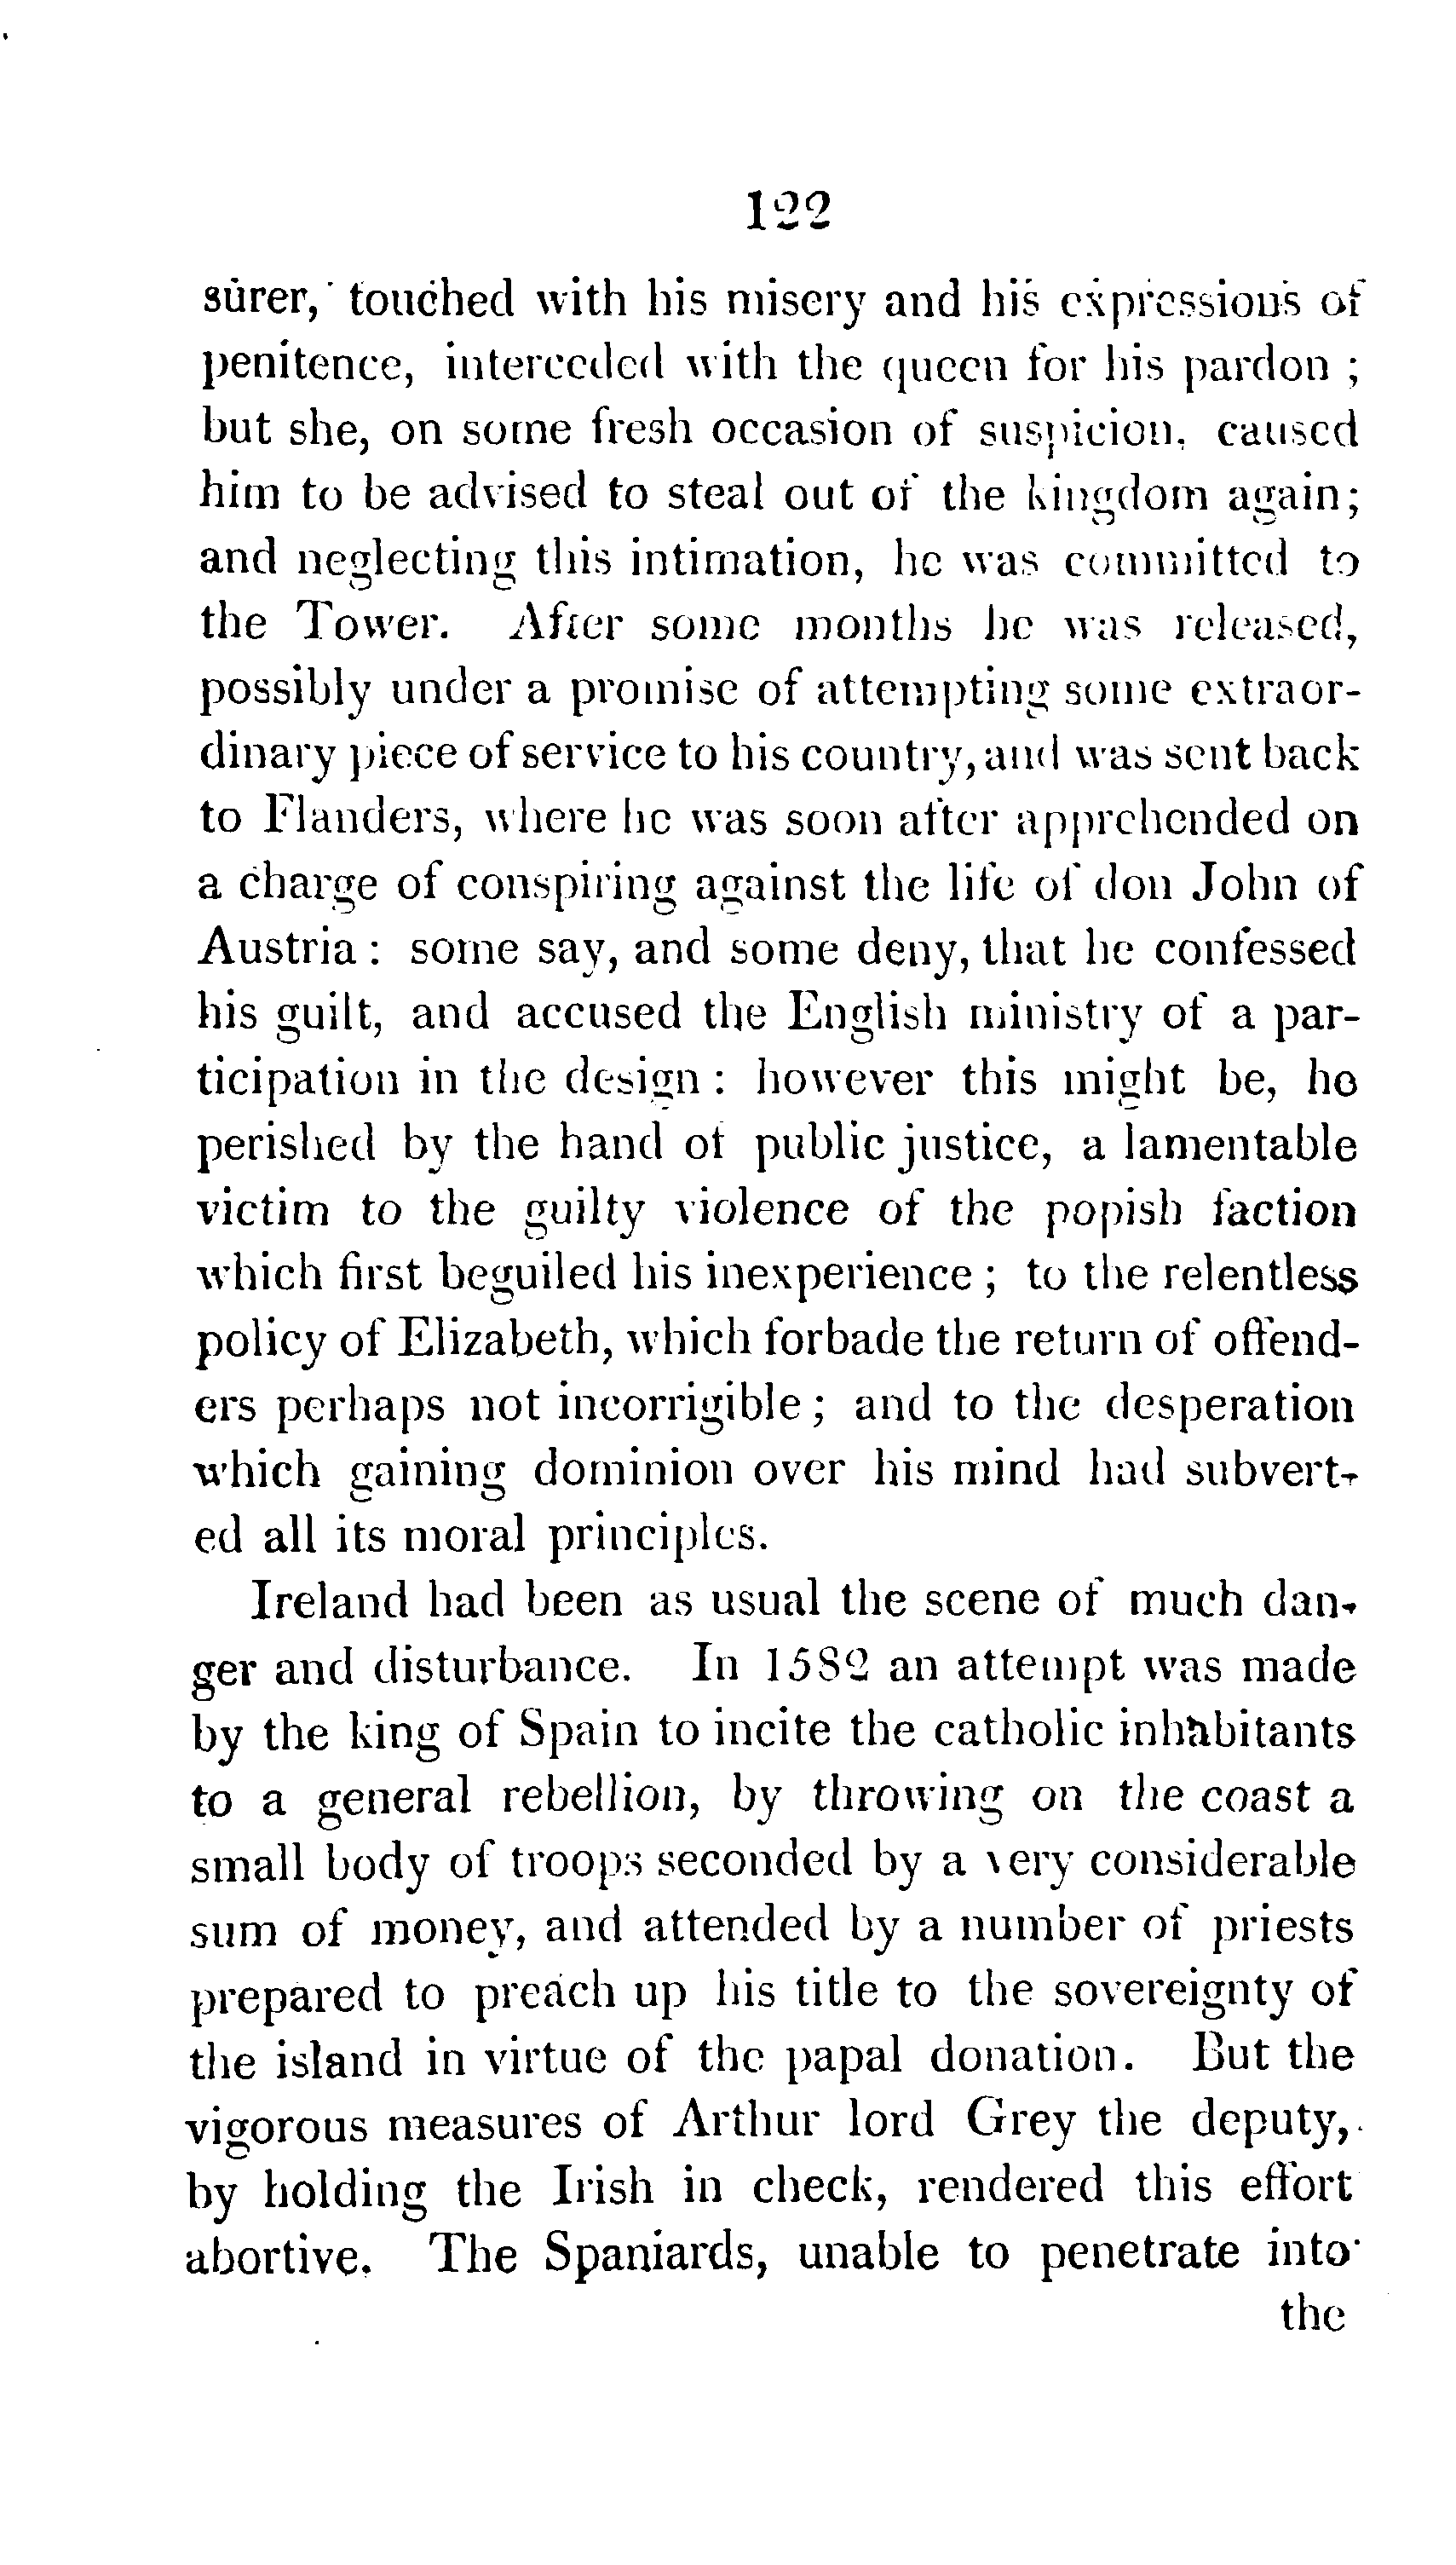 122
surer, touched with his misery and his expressions of
penitence, interceded with the queen for his pardon ;
but she, on some fresh occasion of suspicion, caused
him to be advised to steal out of the kingdom again;
and neglecting this intimation, he was committed to
the Tower. After some months he was released,
possibly under a promise of attempting some extraor-
dinary piece of service to his country, and was sent back
to Flanders, where he was soon after apprehended on
a charge of conspiring against the life of don John of
Austria : some say, and some deny, that he confessed
his guilt, and accused the English ministry of a par-
ticipation in the design : however this might be, he
perished by the hand of public justice, a lamentable
victim to the guilty violence of the popish faction
which first beguiled his inexperience ; to the relentless
policy of Elizabeth, which forbade the return of offend-
ers perhaps not incorrigible ; and to the desperation
which gaining dominion over his mind had subvert-
ed all its moral principles.
Ireland had been as usual the scene of much dan-
ger and disturbance. In 1582 an attempt was made
by the king of Spain to incite the catholic inhabitants
to a general rebellion, by throwing on the coast a
small body of troops seconded by a very considerable
sum of money, and attended by a number of priests
prepared to preach up his title to the sovereignty of
the island in virtue of the papal donation. But the
vigorous measures of Arthur lord Grey the deputy,
by holding the Irish in check, rendered this effort
abortive. The Spaniards, unable to penetrate into
the